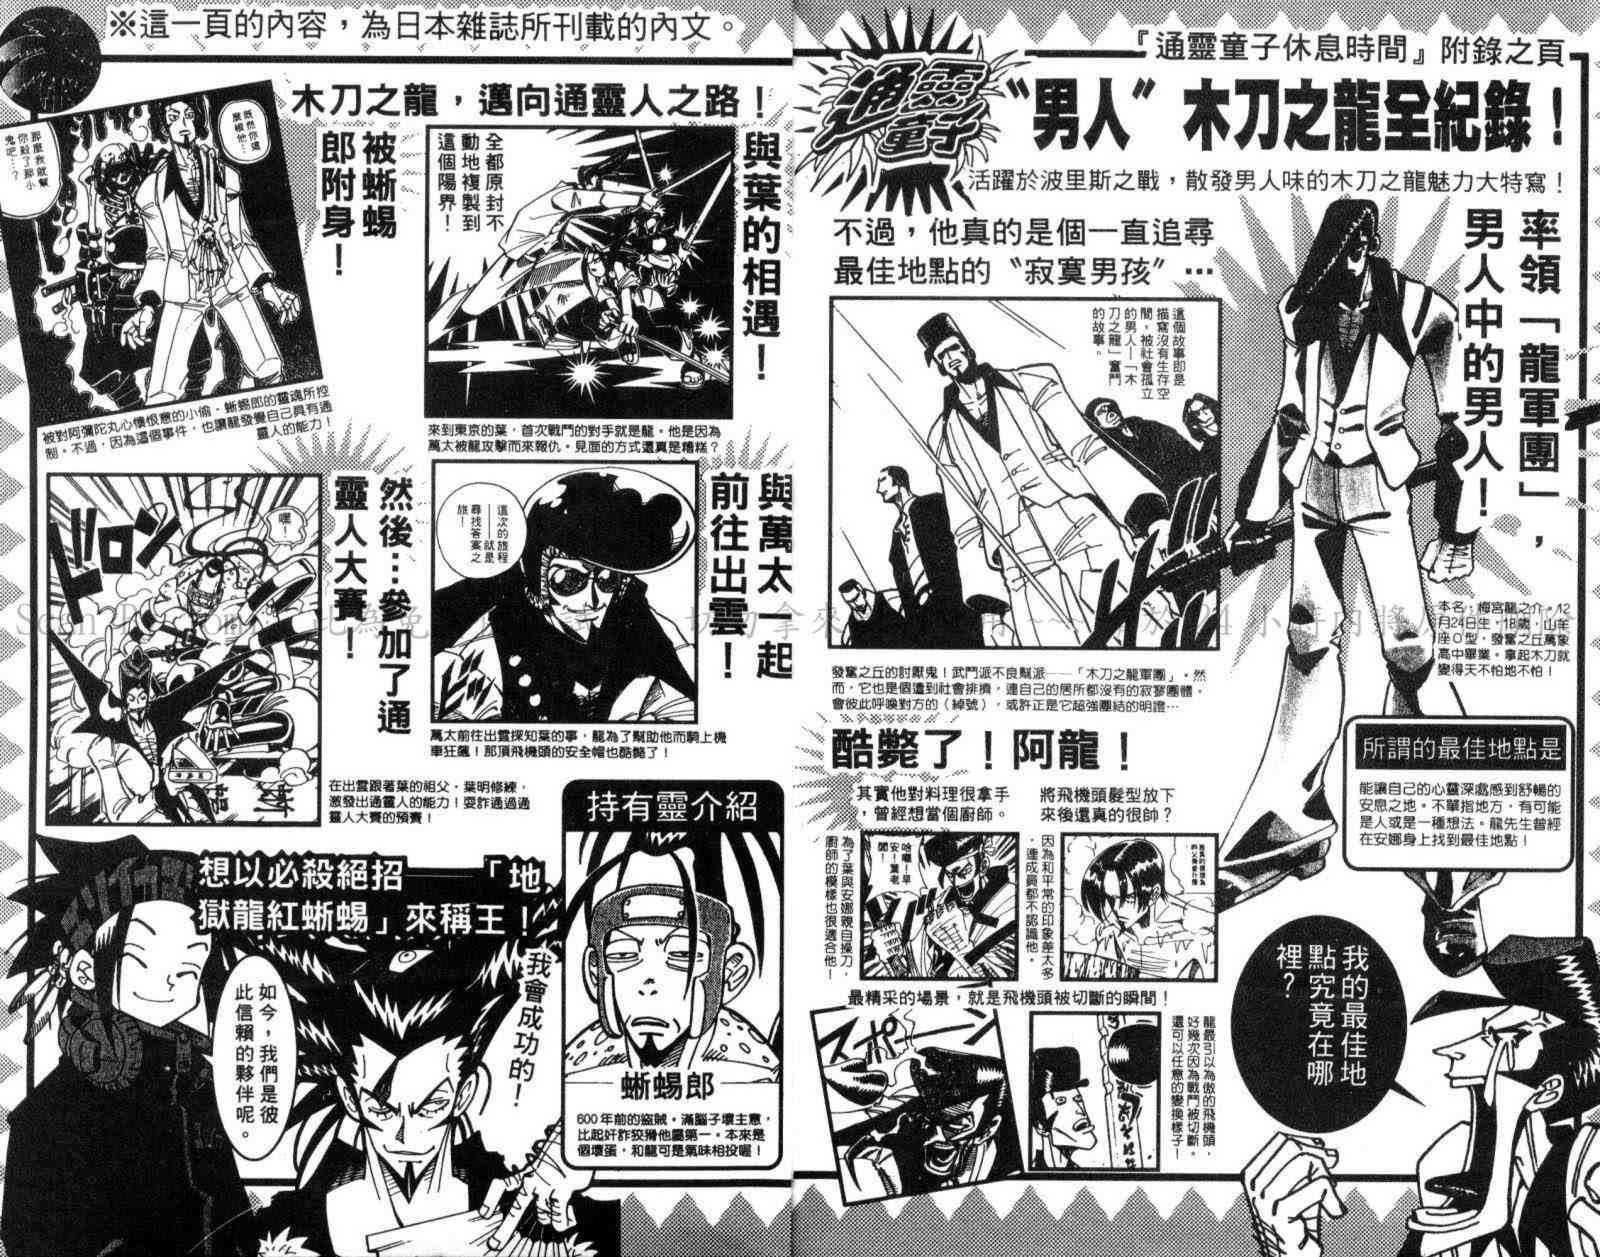 ※這一頁的內容，為日本雜誌所刊載的內文。
『通靈童子休息時間』附錄之頁
通靈童子
“男人”木刀之龍全紀錄！
活躍於波里斯之戰，散發男人味的木刀之龍魅力大特寫！
率領「龍軍團」，
男人中的男人！
不過，他真的是個一直追尋
最佳地點的“寂寞男孩”…
這個故事即是
描寫沒有生存空
間，被社會孤立
的男人—「木
刀之龍」奮鬥
的故事。
本名，梅宮龍之介。12
月24日生，18歲，山羊
座O型，發奮之丘萬象
高中畢業。拿起木刀就
變得天不怕地不怕！
發奮之丘的討厭鬼！武鬥派不良幫派——「木刀之龍軍團」。然
而，它也是個遭到社會排擠，連自己的居所都沒有的寂寥團體，
會彼此呼喚對方的（綽號），或許正是它超強團結的明證…
所謂的最佳地點是
能讓自己的心靈深處感到舒暢的
安息之地。不單指地方，有可能
是人或是一種想法。龍先生曾經
在安娜身上找到最佳地點！
酷斃了！阿龍！
將飛機頭髮型放下
來後還真的很帥？
因為和平常的印象差太多
，連成員都不認識他。
其實他對料理很拿手
，曾經想當個廚師。
哈囉！早
安！葉老
闆！
為了葉與安娜親自操刀，
廚師的模樣也很適合他！
最精采的場景，就是飛機頭被切斷的瞬間！
龍最引以為傲的飛機頭，
好幾次因為戰鬥被切斷。
還可以任意的變換樣子！
スポ
我的最佳地
點究竟在哪
裡？
木刀之龍，邁向通靈人之路！
與葉的相遇！
全都原封不
動地複製到
這個陽界！
來到東京的葉，首次戰鬥的對手就是龍。他是因為
萬太被龍攻擊而來報仇。見面的方式還真是糟糕？
被蜥蜴
郎附身！
既然你這
麼恨他…
那麼我就幫
你殺了那小
鬼吧…？
被對阿彌陀丸心懷恨意的小偷．蜥蜴郎的靈魂所控
制。不過，因為這個事件，也讓龍發覺自己具有通
靈人的能力！
與萬太一起
前往出雲！
這次的旅程
——就是
尋找答案之
旅！
萬太前往出雲探知葉的事，龍為了幫助他而騎上機
車狂飆！那頂飛機頭的安全帽也酷斃了！
然後…參加了通
靈人大賽！
嘿！
ドロン
在出雲跟著葉的祖父．葉明修練，
激發出通靈人的能力！耍詐通過通
靈人大賽的預賽！
持有靈介紹
蜥蜴郎
600年前的盜賊。滿腦子壞主意，
比起奸詐狡猾他屬第一。本來是
個壞蛋，和龍可是氣味相投喔！
想以必殺絕招——「地
獄龍紅蜥蜴」來稱王！
我會成功的！
如今，我們是彼
此信賴的夥伴呢。